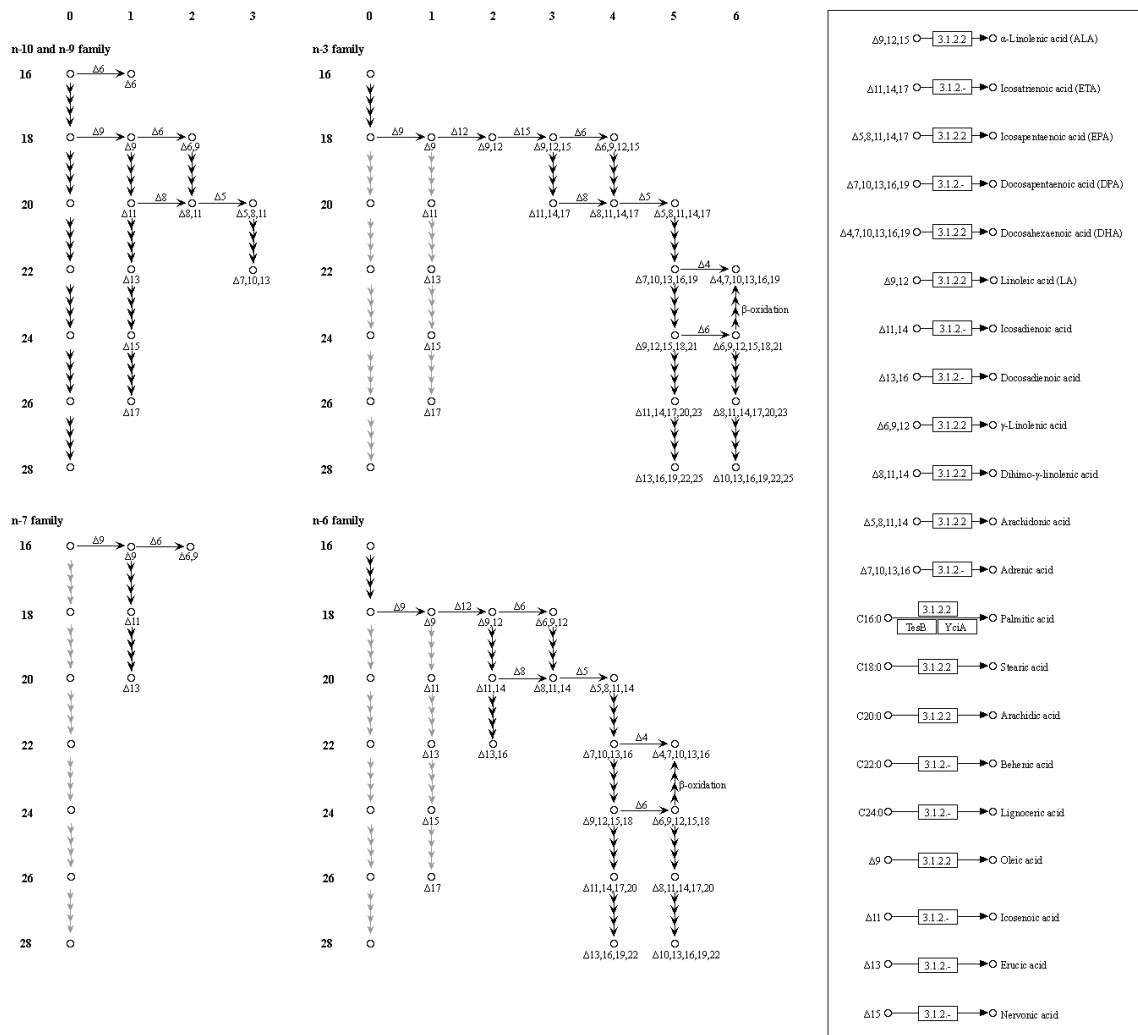 0 1 2 3
0 1 2 3 4 5 6
n-10 and n-9 family
16
Δ6
Δ6
18
Δ9 Δ6
Δ9 Δ6,9
20
Δ8 Δ5
Δ11 Δ8,11 Δ5,8,11
22
Δ13 Δ7,10,13
24
Δ15
26
Δ17
28
n-3 family
16
18
Δ9 Δ12 Δ15 Δ6
Δ9 Δ9,12 Δ9,12,15 Δ6,9,12,15
20
Δ8 Δ5
Δ11 Δ11,14,17 Δ8,11,14,17 Δ5,8,11,14,17
22
Δ4
Δ13 Δ7,10,13,16,19 Δ4,7,10,13,16,19
β-oxidation
24
Δ6
Δ15 Δ9,12,15,18,21 Δ6,9,12,15,18,21
26
Δ17 Δ11,14,17,20,23 Δ8,11,14,17,20,23
28
Δ13,16,19,22,25 Δ10,13,16,19,22,25
n-7 family
16
Δ9 Δ6
Δ9 Δ6,9
18
Δ11
20
Δ13
22
24
26
28
n-6 family
16
18
Δ9 Δ12 Δ6
Δ9 Δ9,12 Δ6,9,12
20
Δ8 Δ5
Δ11 Δ11,14 Δ8,11,14 Δ5,8,11,14
22
Δ4
Δ13 Δ13,16 Δ7,10,13,16 Δ4,7,10,13,16
β-oxidation
24
Δ6
Δ15 Δ9,12,15,18 Δ6,9,12,15,18
26
Δ17 Δ11,14,17,20 Δ8,11,14,17,20
28
Δ13,16,19,22 Δ10,13,16,19,22
Δ9,12,15 3.1.2.2 α-Linolenic acid (ALA)
Δ11,14,17 3.1.2.- Icosatrienoic acid (ETA)
Δ5,8,11,14,17 3.1.2.2 Icosapentaenoic acid (EPA)
Δ7,10,13,16,19 3.1.2.- Docosapentaenoic acid (DPA)
Δ4,7,10,13,16,19 3.1.2.2 Docosahexaenoic acid (DHA)
Δ9,12 3.1.2.2 Linoleic acid (LA)
Δ11,14 3.1.2.- Icosadienoic acid
Δ13,16 3.1.2.- Docosadienoic acid
Δ6,9,12 3.1.2.2 γ-Linolenic acid
Δ8,11,14 3.1.2.2 Dihimo-γ-linolenic acid
Δ5,8,11,14 3.1.2.2 Arachidonic acid
Δ7,10,13,16 3.1.2.- Adrenic acid
3.1.2.2
C16:0 Palmitic acid
TesB YciA
C18:0 3.1.2.2 Stearic acid
C20:0 3.1.2.2 Arachidic acid
C22:0 3.1.2.- Behenic acid
C24:0 3.1.2.- Lignoceric acid
Δ9 3.1.2.2 Oleic acid
Δ11 3.1.2.- Icosenoic acid
Δ13 3.1.2.- Erucic acid
Δ15 3.1.2.- Nervonic acid